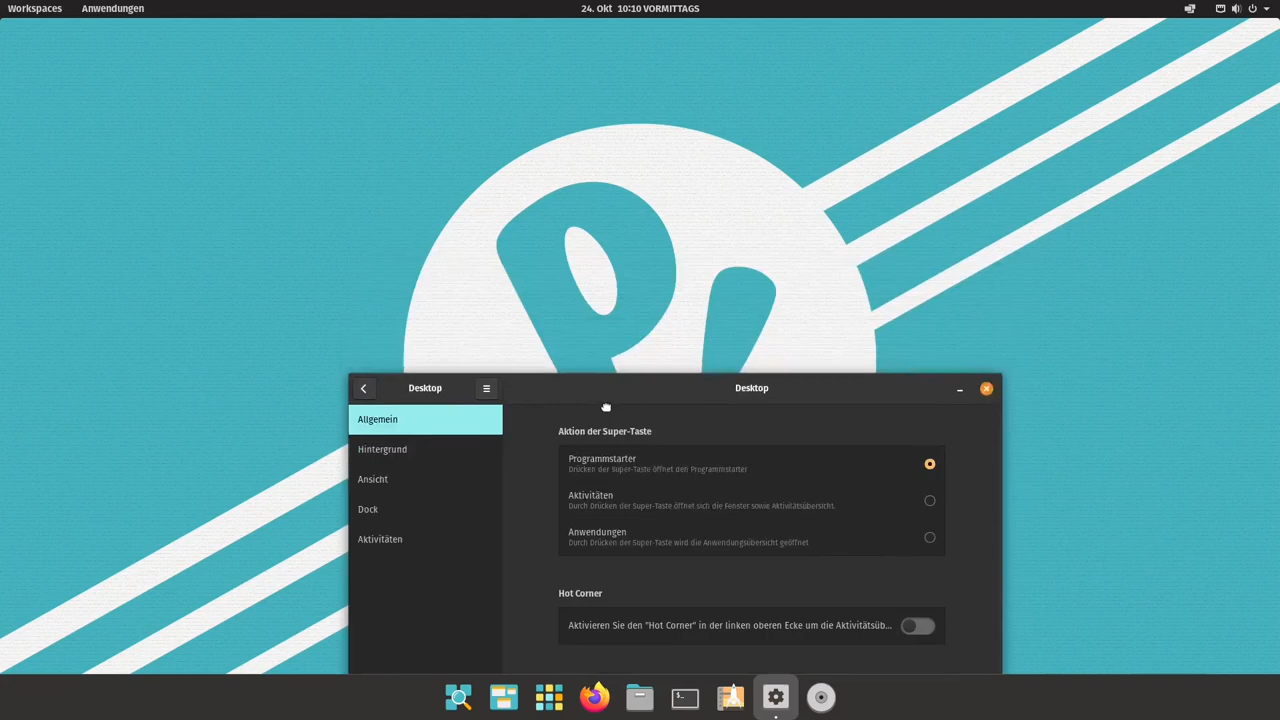 Workspaces
Anwendungen
24. Okt 10:10 VORMITTAGS
Desktop
Desktop
Allgemein
Hintergrund
Ansicht
Dock
Aktivitäten
Aktion der Super-Taste
Programmstarter
Drücken der Super-Taste öffnet den Programmstarter
Aktivitäten
Durch Drücken der Super-Taste öffnet sich die Fenster sowie Aktivitätsübersicht.
Anwendungen
Durch Drücken der Super-Taste wird die Anwendungsübersicht geöffnet
Hot Corner
Aktivieren Sie den "Hot Corner" in der linken oberen Ecke um die Aktivitätsüb...